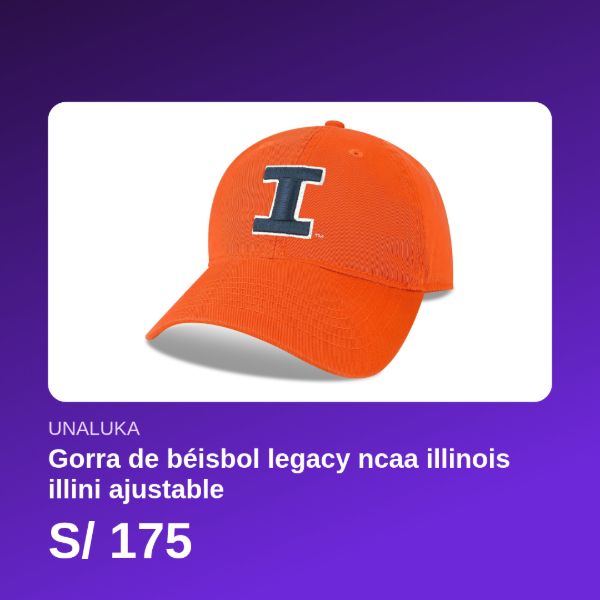 I
UNALUKA
Gorra de béisbol legacy ncaa illinois
illini ajustable
S/ 175